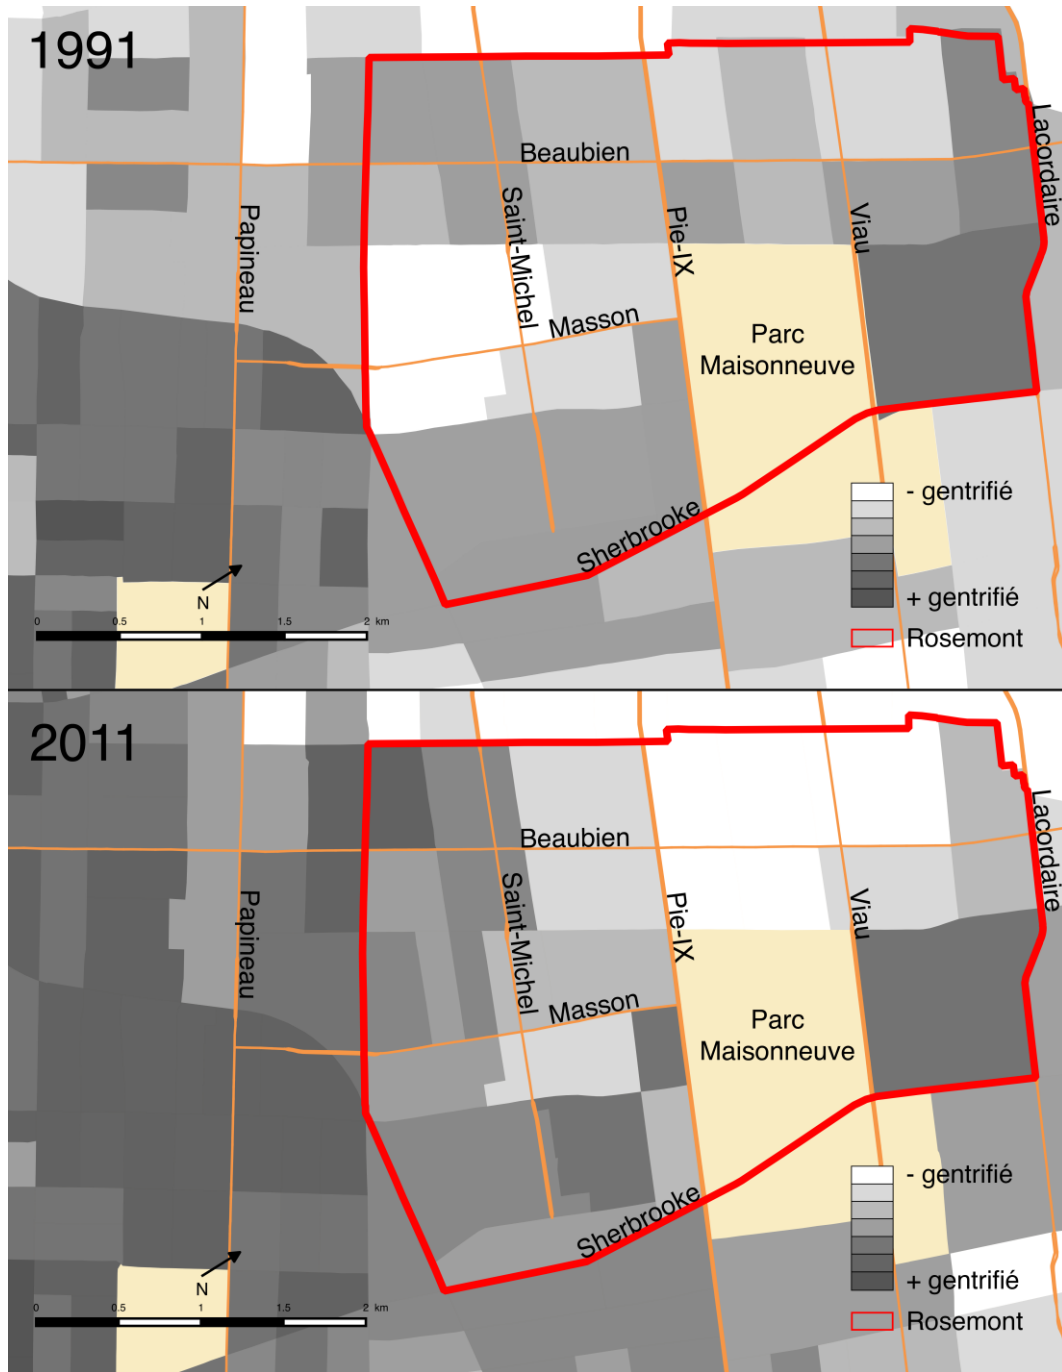 1991
Lacordaire
Beaubien
Papineau
Saint-Michel
Pie-IX
Viau
Masson
Parc
Maisonneuve
- gentrifié
Sherbrooke
N
+ gentrifié
0 0.5 1 1.5 2 km
Rosemont
2011
Lacordaire
Beaubien
Papineau
Saint-Michel
Pie-IX
Viau
Masson
Parc
Maisonneuve
- gentrifié
Sherbrooke
N
+ gentrifié
0 0.5 1 1.5 2 km
Rosemont